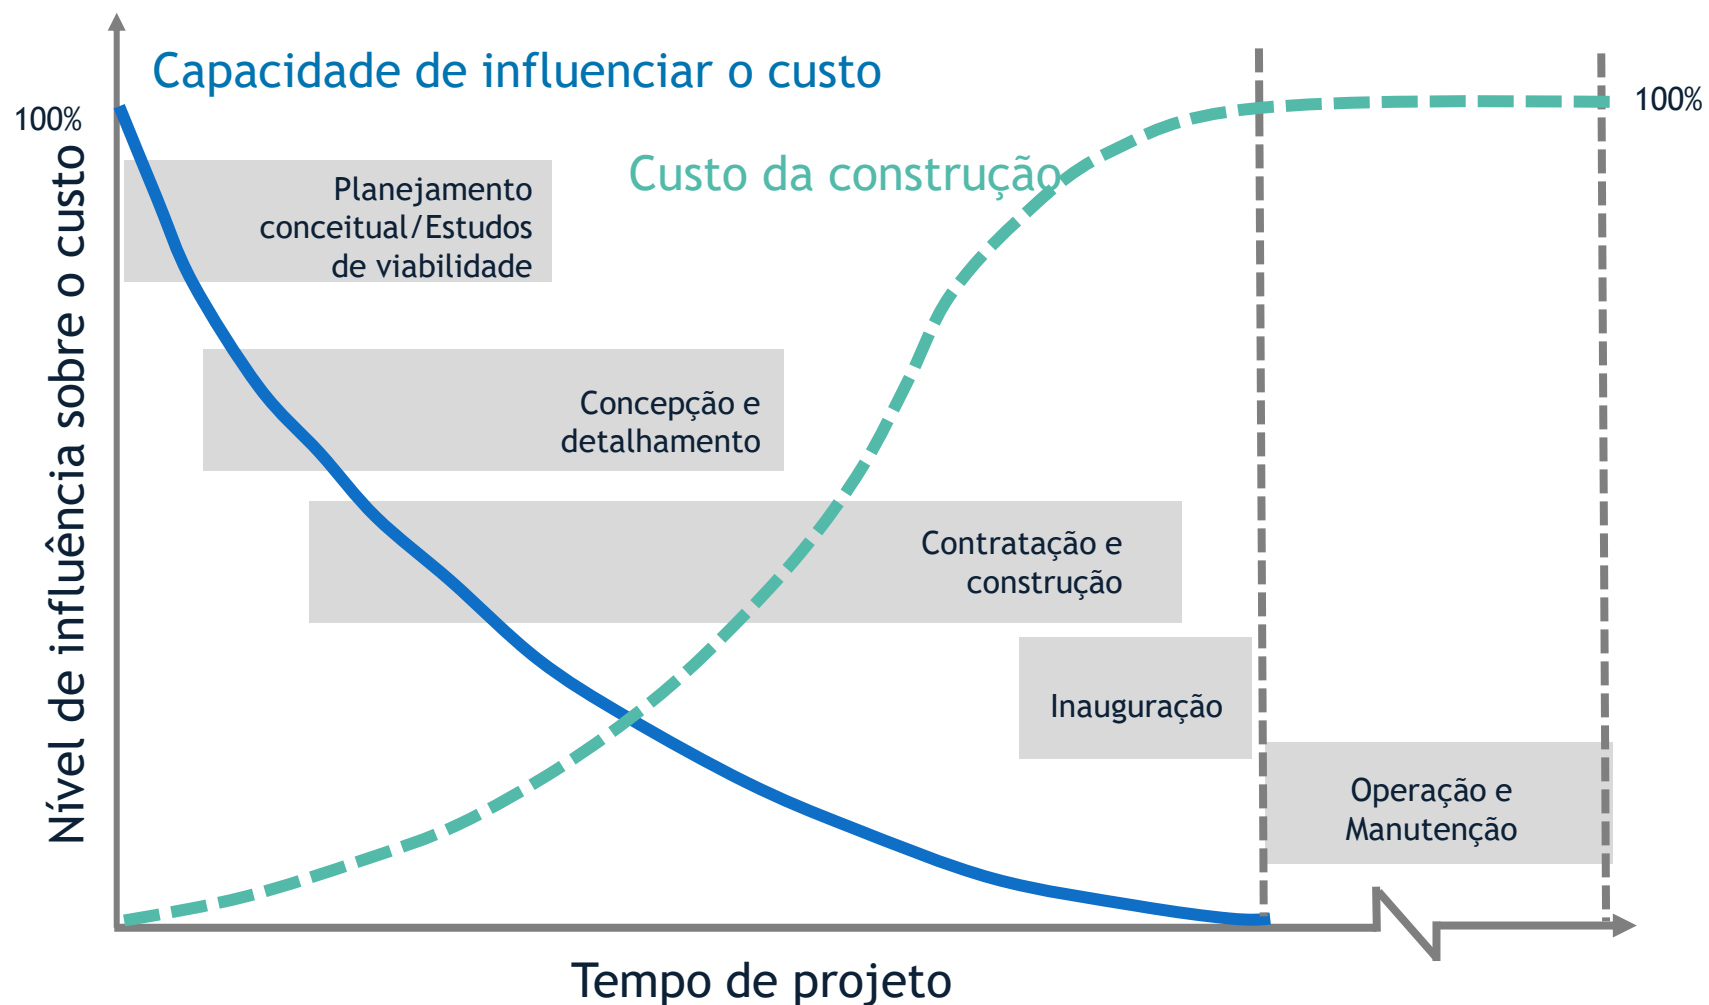 Capacidade de influenciar o custo
100%
100%
Custo da construção
Nível de influência sobre o custo
Planejamento
conceitual/Estudos
de viabilidade
Concepção e
detalhamento
Contratação e
construção
Inauguração
Operação e
Manutenção
Tempo de projeto